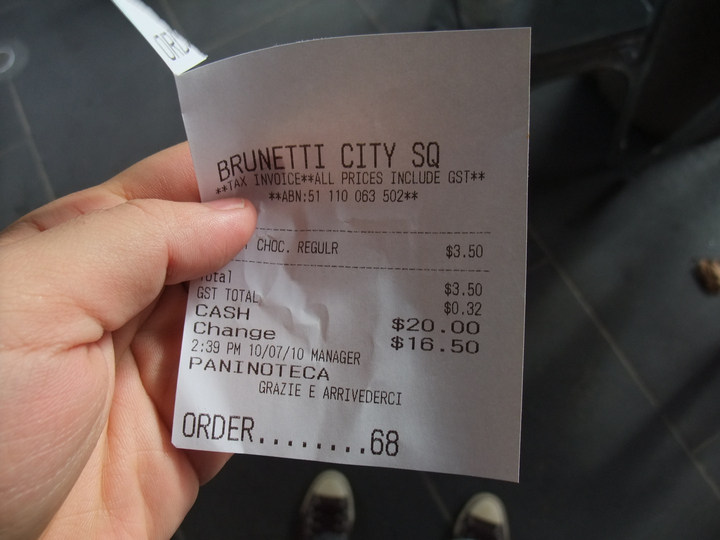 ORD
BRUNETTI CITY SQ
**TAX INVOICE**ALL PRICES INCLUDE GST**
**ABN:51 110 063 502**
CHOC. REGULR $3.50
Total $3.50
GST TOTAL $0.32
CASH $20.00
Change $16.50
2:39 PM 10/07/10 MANAGER
PANINOTECA
GRAZIE E ARRIVEDERCI
ORDER........68